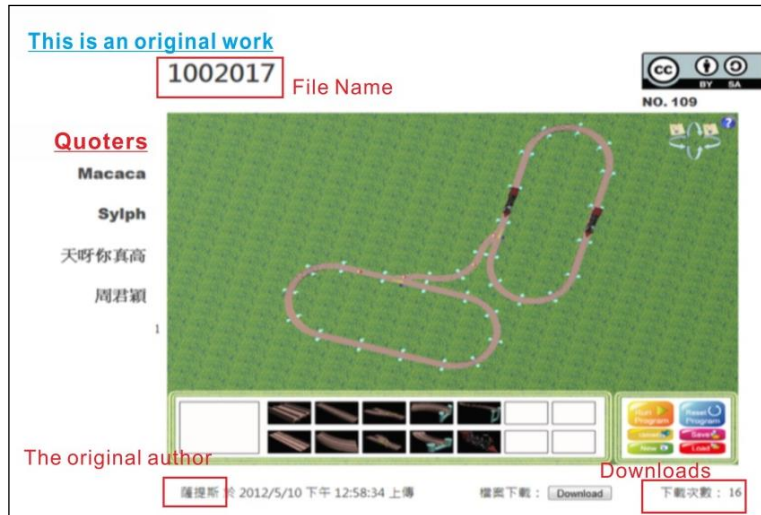 This is an original work
1002017
File Name
CC BY SA
NO. 109
Quoters
Macaca
Sylph
天呀你真高
周君穎
1
?
Run Program
Reset Program
New
Save
Load
The original author
Downloads
薩提斯 於 2012/5/10 下午 12:58:34 上傳
檔案下載： Download
下載次數： 16